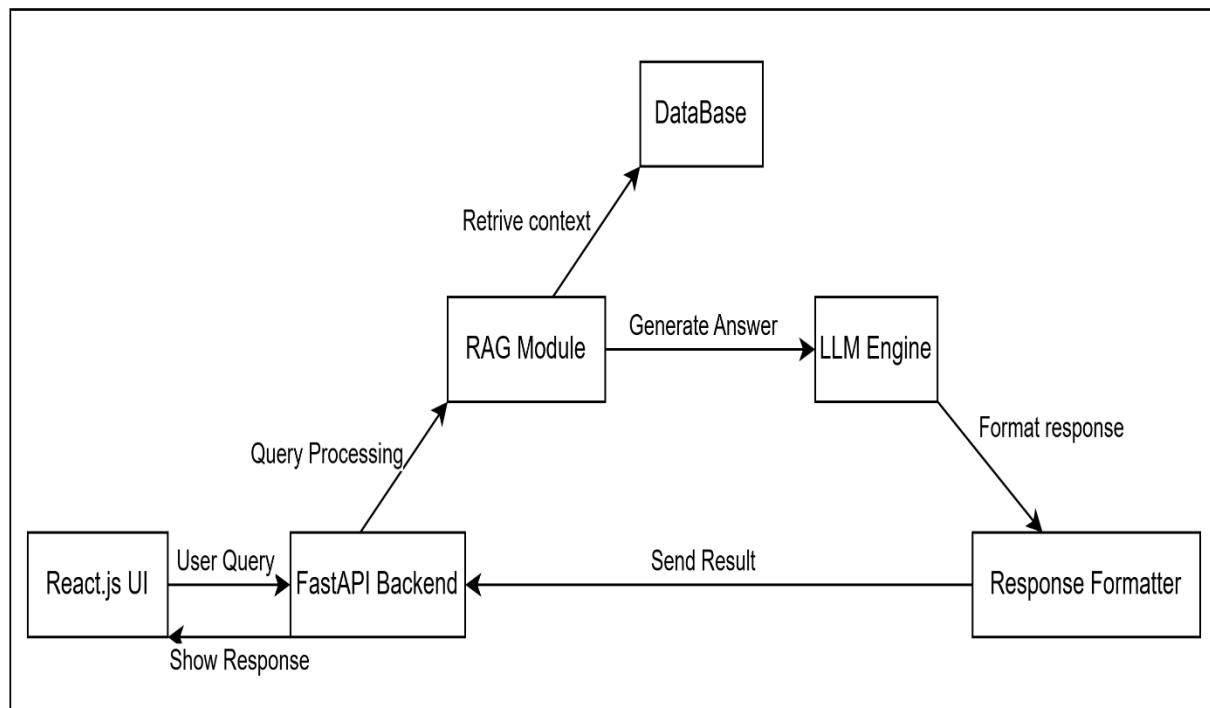 DataBase
Retrive context
RAG Module
Generate Answer
LLM Engine
Query Processing
Format response
React.js UI
User Query
FastAPI Backend
Send Result
Response Formatter
Show Response